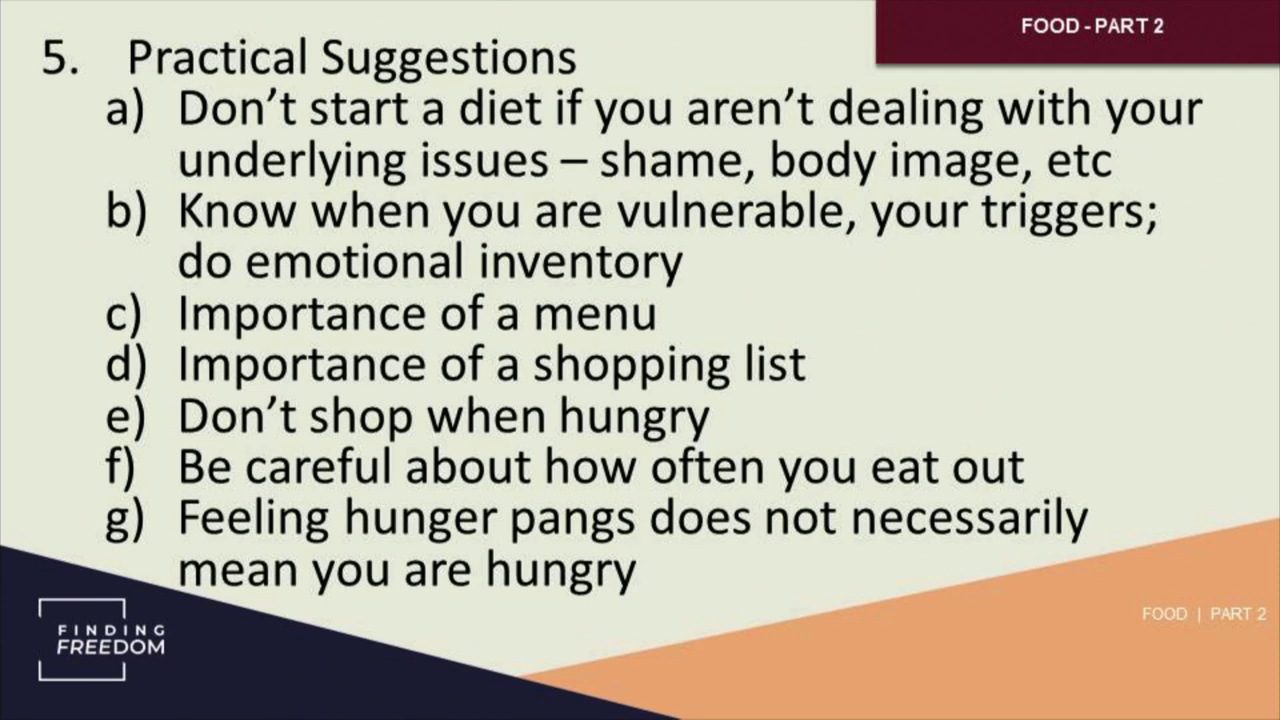 FOOD - PART 2
5. Practical Suggestions
a) Don't start a diet if you aren't dealing with your
underlying issues – shame, body image, etc
b) Know when you are vulnerable, your triggers;
do emotional inventory
c) Importance of a menu
d) Importance of a shopping list
e) Don't shop when hungry
f) Be careful about how often you eat out
g) Feeling hunger pangs does not necessarily
mean you are hungry
FOOD | PART 2
FINDING
FREEDOM